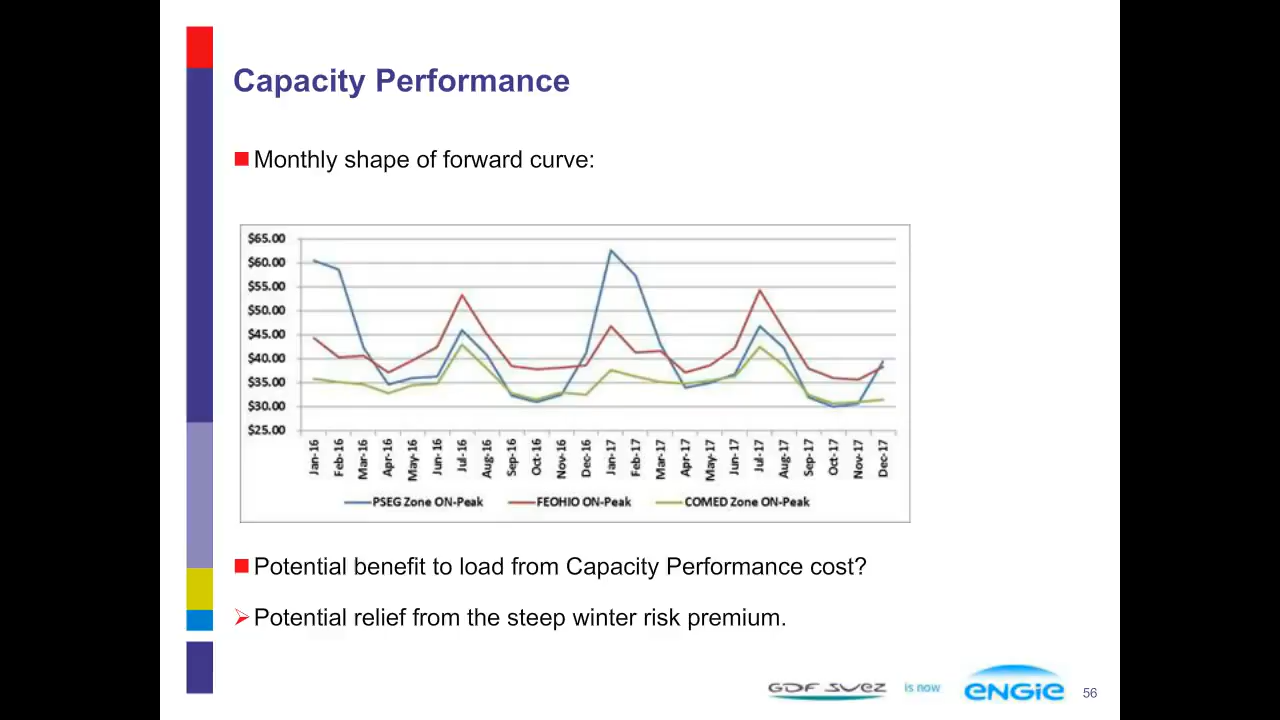 Capacity Performance
Monthly shape of forward curve:
$65.00
$60.00
$55.00
$50.00
$45.00
$40.00
$35.00
$30.00
$25.00
Jan-16
Feb-16
Mar-16
Apr-16
May-16
Jun-16
Jul-16
Aug-16
Sep-16
Oct-16
Nov-16
Dec-16
Jan-17
Feb-17
Mar-17
Apr-17
May-17
Jun-17
Jul-17
Aug-17
Sep-17
Oct-17
Nov-17
Dec-17
PSEG Zone ON-Peak FEOHIO ON-Peak COMED Zone ON-Peak
Potential benefit to load from Capacity Performance cost?
Potential relief from the steep winter risk premium.
GDF SUEZ is now ENGIE 56